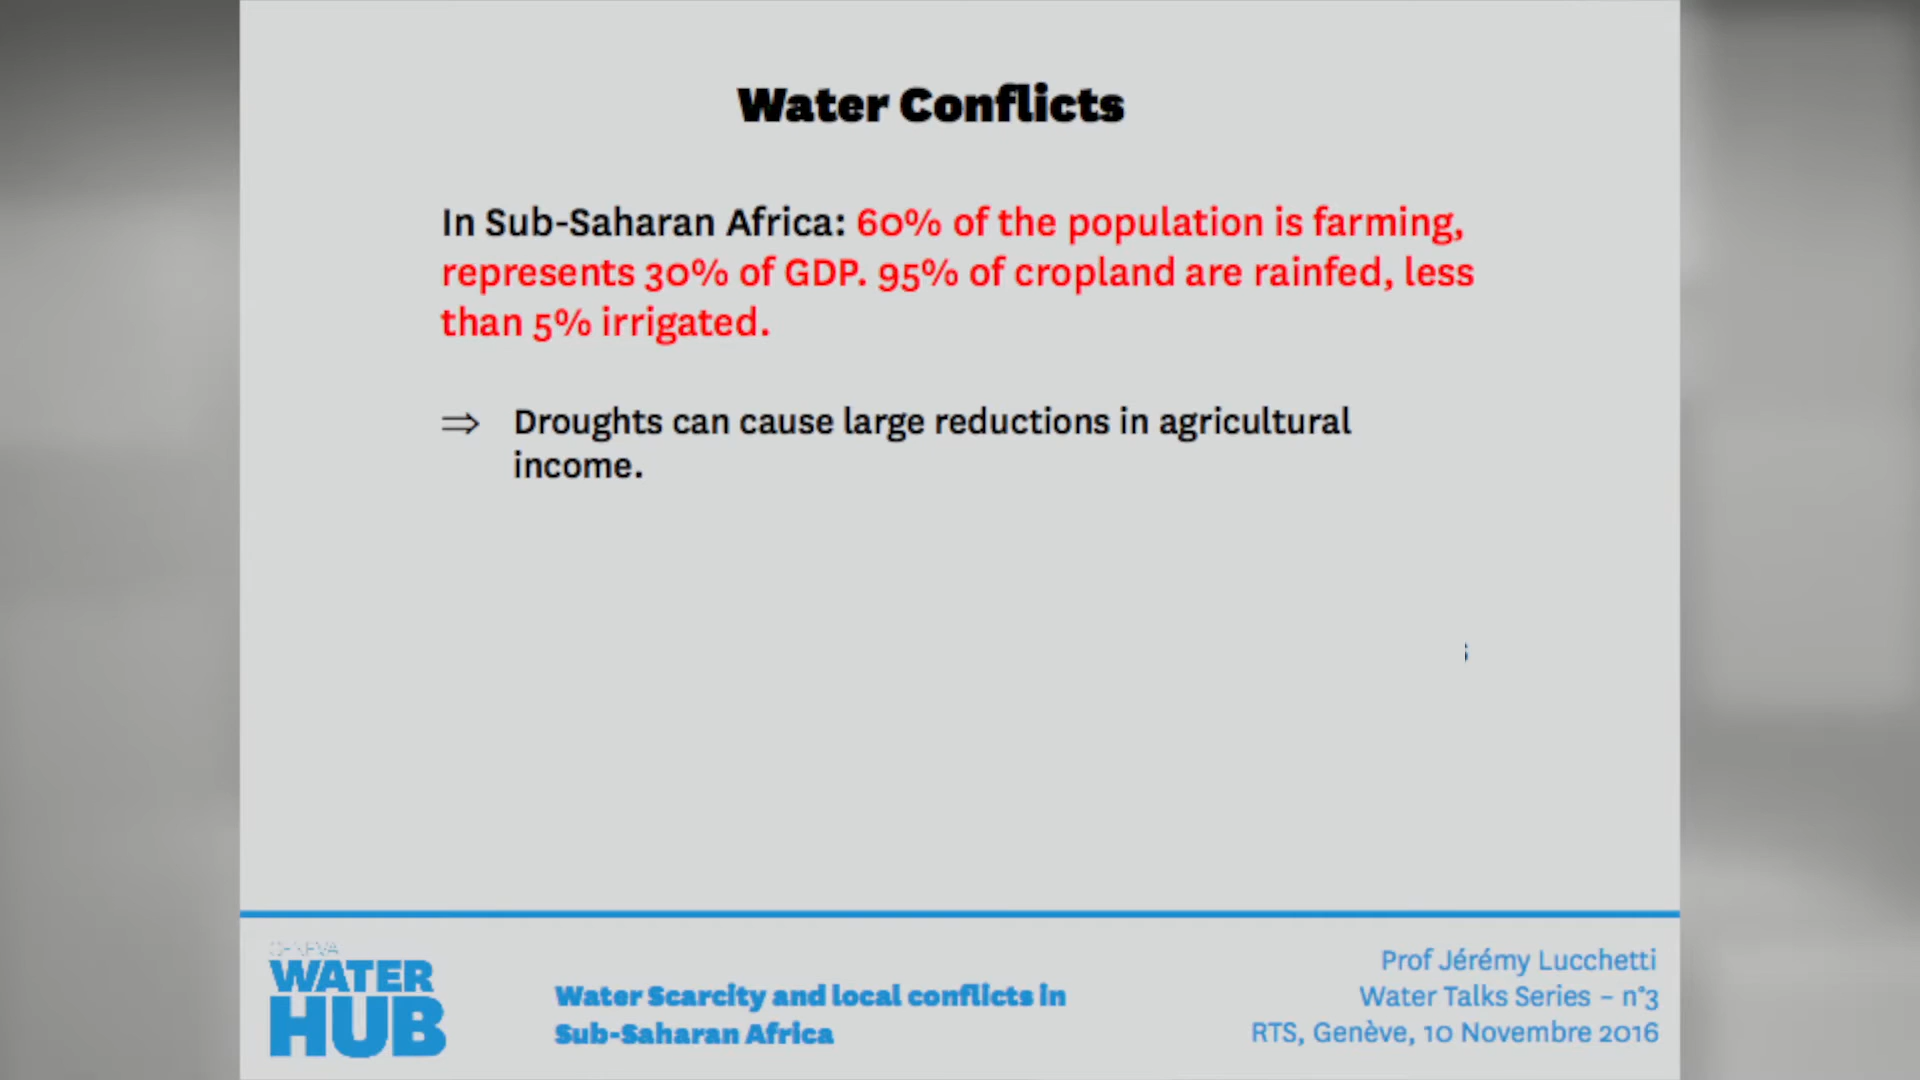 Water Conflicts
In Sub-Saharan Africa: 60% of the population is farming,
represents 30% of GDP. 95% of cropland are rainfed, less
than 5% irrigated.
⇒ Droughts can cause large reductions in agricultural
income.
GENEVA
WATER
HUB
Water Scarcity and local conflicts in
Sub-Saharan Africa
Prof Jérémy Lucchetti
Water Talks Series – n°3
RTS, Genève, 10 Novembre 2016